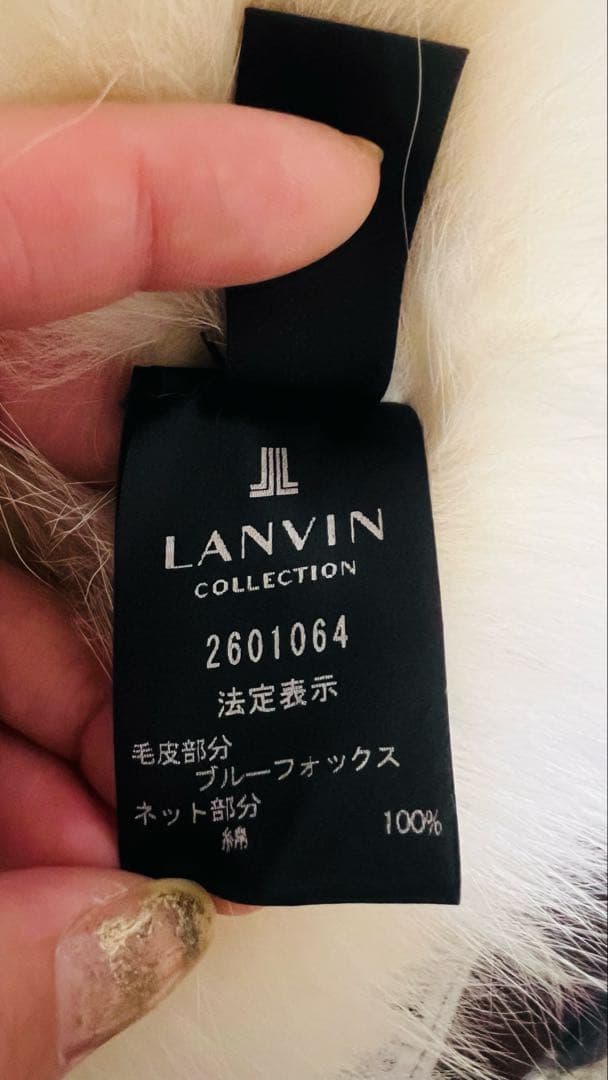 LANVIN
COLLECTION
2601064
法定表示
毛皮部分
ブルーフォックス
ネット部分
綿 100%